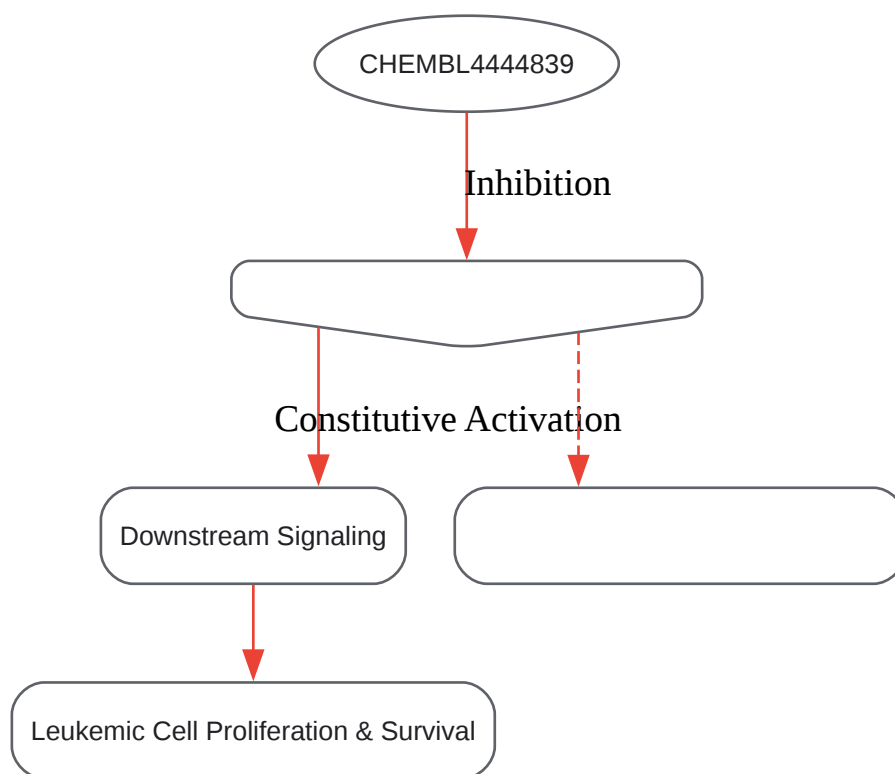 CHEMBL4444839
Inhibition
Constitutive Activation
Downstream Signaling
Leukemic Cell Proliferation & Survival